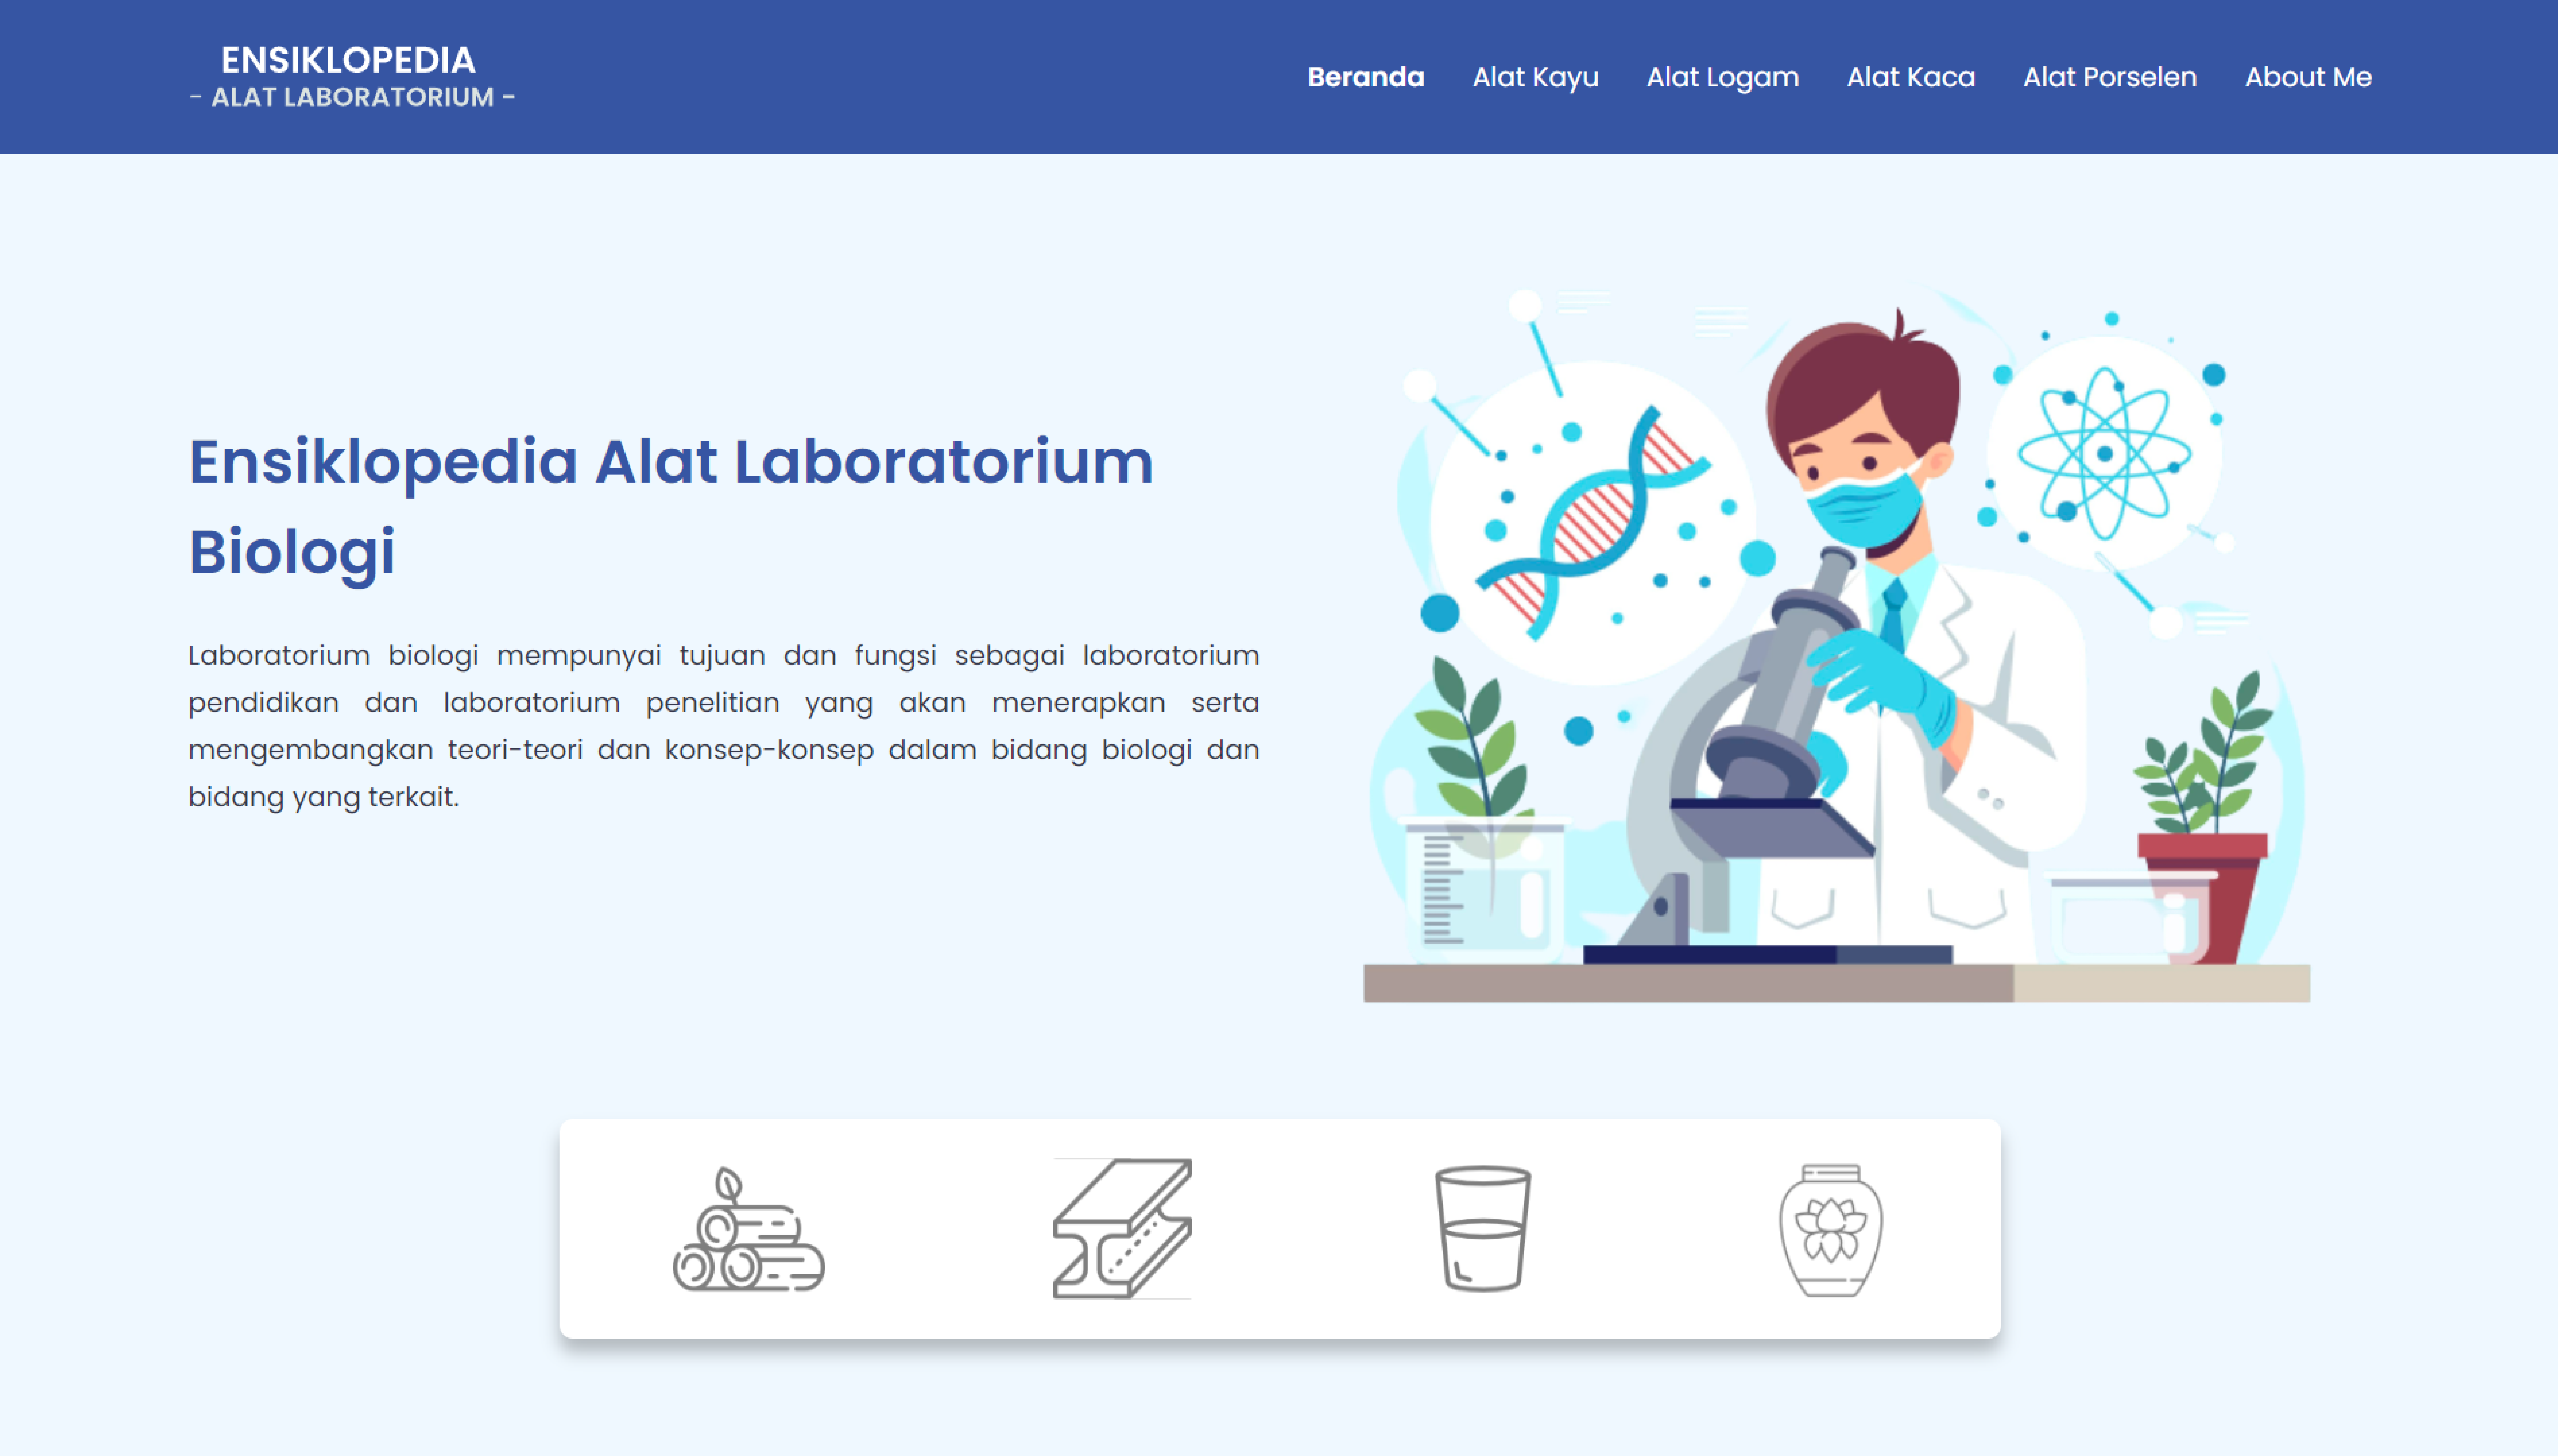 ENSIKLOPEDIA
- ALAT LABORATORIUM -
Beranda Alat Kayu Alat Logam Alat Kaca Alat Porselen About Me
Ensiklopedia Alat Laboratorium
Biologi
Laboratorium biologi mempunyai tujuan dan fungsi sebagai laboratorium
pendidikan dan laboratorium penelitian yang akan menerapkan serta
mengembangkan teori-teori dan konsep-konsep dalam bidang biologi dan
bidang yang terkait.